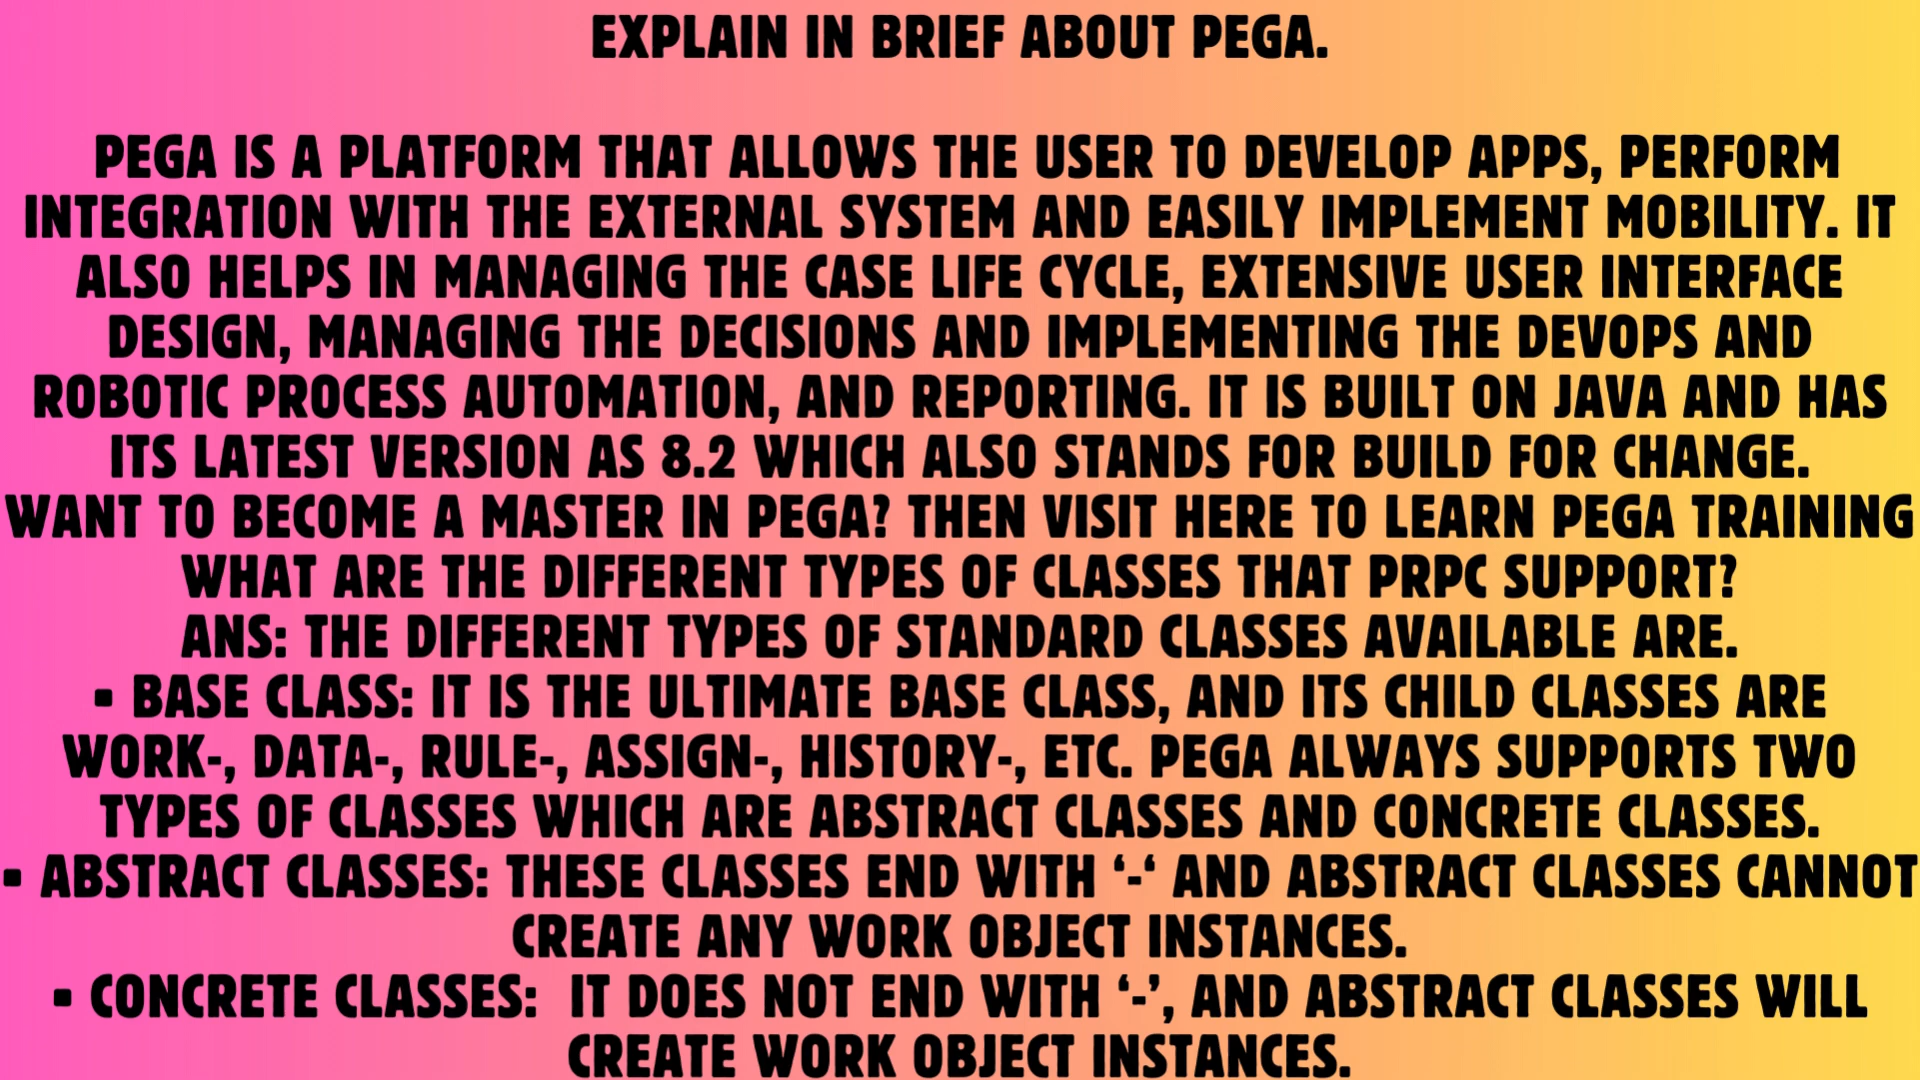 EXPLAIN IN BRIEF ABOUT PEGA.
PEGA IS A PLATFORM THAT ALLOWS THE USER TO DEVELOP APPS, PERFORM
INTEGRATION WITH THE EXTERNAL SYSTEM AND EASILY IMPLEMENT MOBILITY. IT
ALSO HELPS IN MANAGING THE CASE LIFE CYCLE, EXTENSIVE USER INTERFACE
DESIGN, MANAGING THE DECISIONS AND IMPLEMENTING THE DEVOPS AND
ROBOTIC PROCESS AUTOMATION, AND REPORTING. IT IS BUILT ON JAVA AND HAS
ITS LATEST VERSION AS 8.2 WHICH ALSO STANDS FOR BUILD FOR CHANGE.
WANT TO BECOME A MASTER IN PEGA? THEN VISIT HERE TO LEARN PEGA TRAINING
WHAT ARE THE DIFFERENT TYPES OF CLASSES THAT PRPC SUPPORT?
ANS: THE DIFFERENT TYPES OF STANDARD CLASSES AVAILABLE ARE.
▪ BASE CLASS: IT IS THE ULTIMATE BASE CLASS, AND ITS CHILD CLASSES ARE
WORK-, DATA-, RULE-, ASSIGN-, HISTORY-, ETC. PEGA ALWAYS SUPPORTS TWO
TYPES OF CLASSES WHICH ARE ABSTRACT CLASSES AND CONCRETE CLASSES.
▪ ABSTRACT CLASSES: THESE CLASSES END WITH ‘-‘ AND ABSTRACT CLASSES CANNOT
CREATE ANY WORK OBJECT INSTANCES.
▪ CONCRETE CLASSES:  IT DOES NOT END WITH ‘-’, AND ABSTRACT CLASSES WILL
CREATE WORK OBJECT INSTANCES.